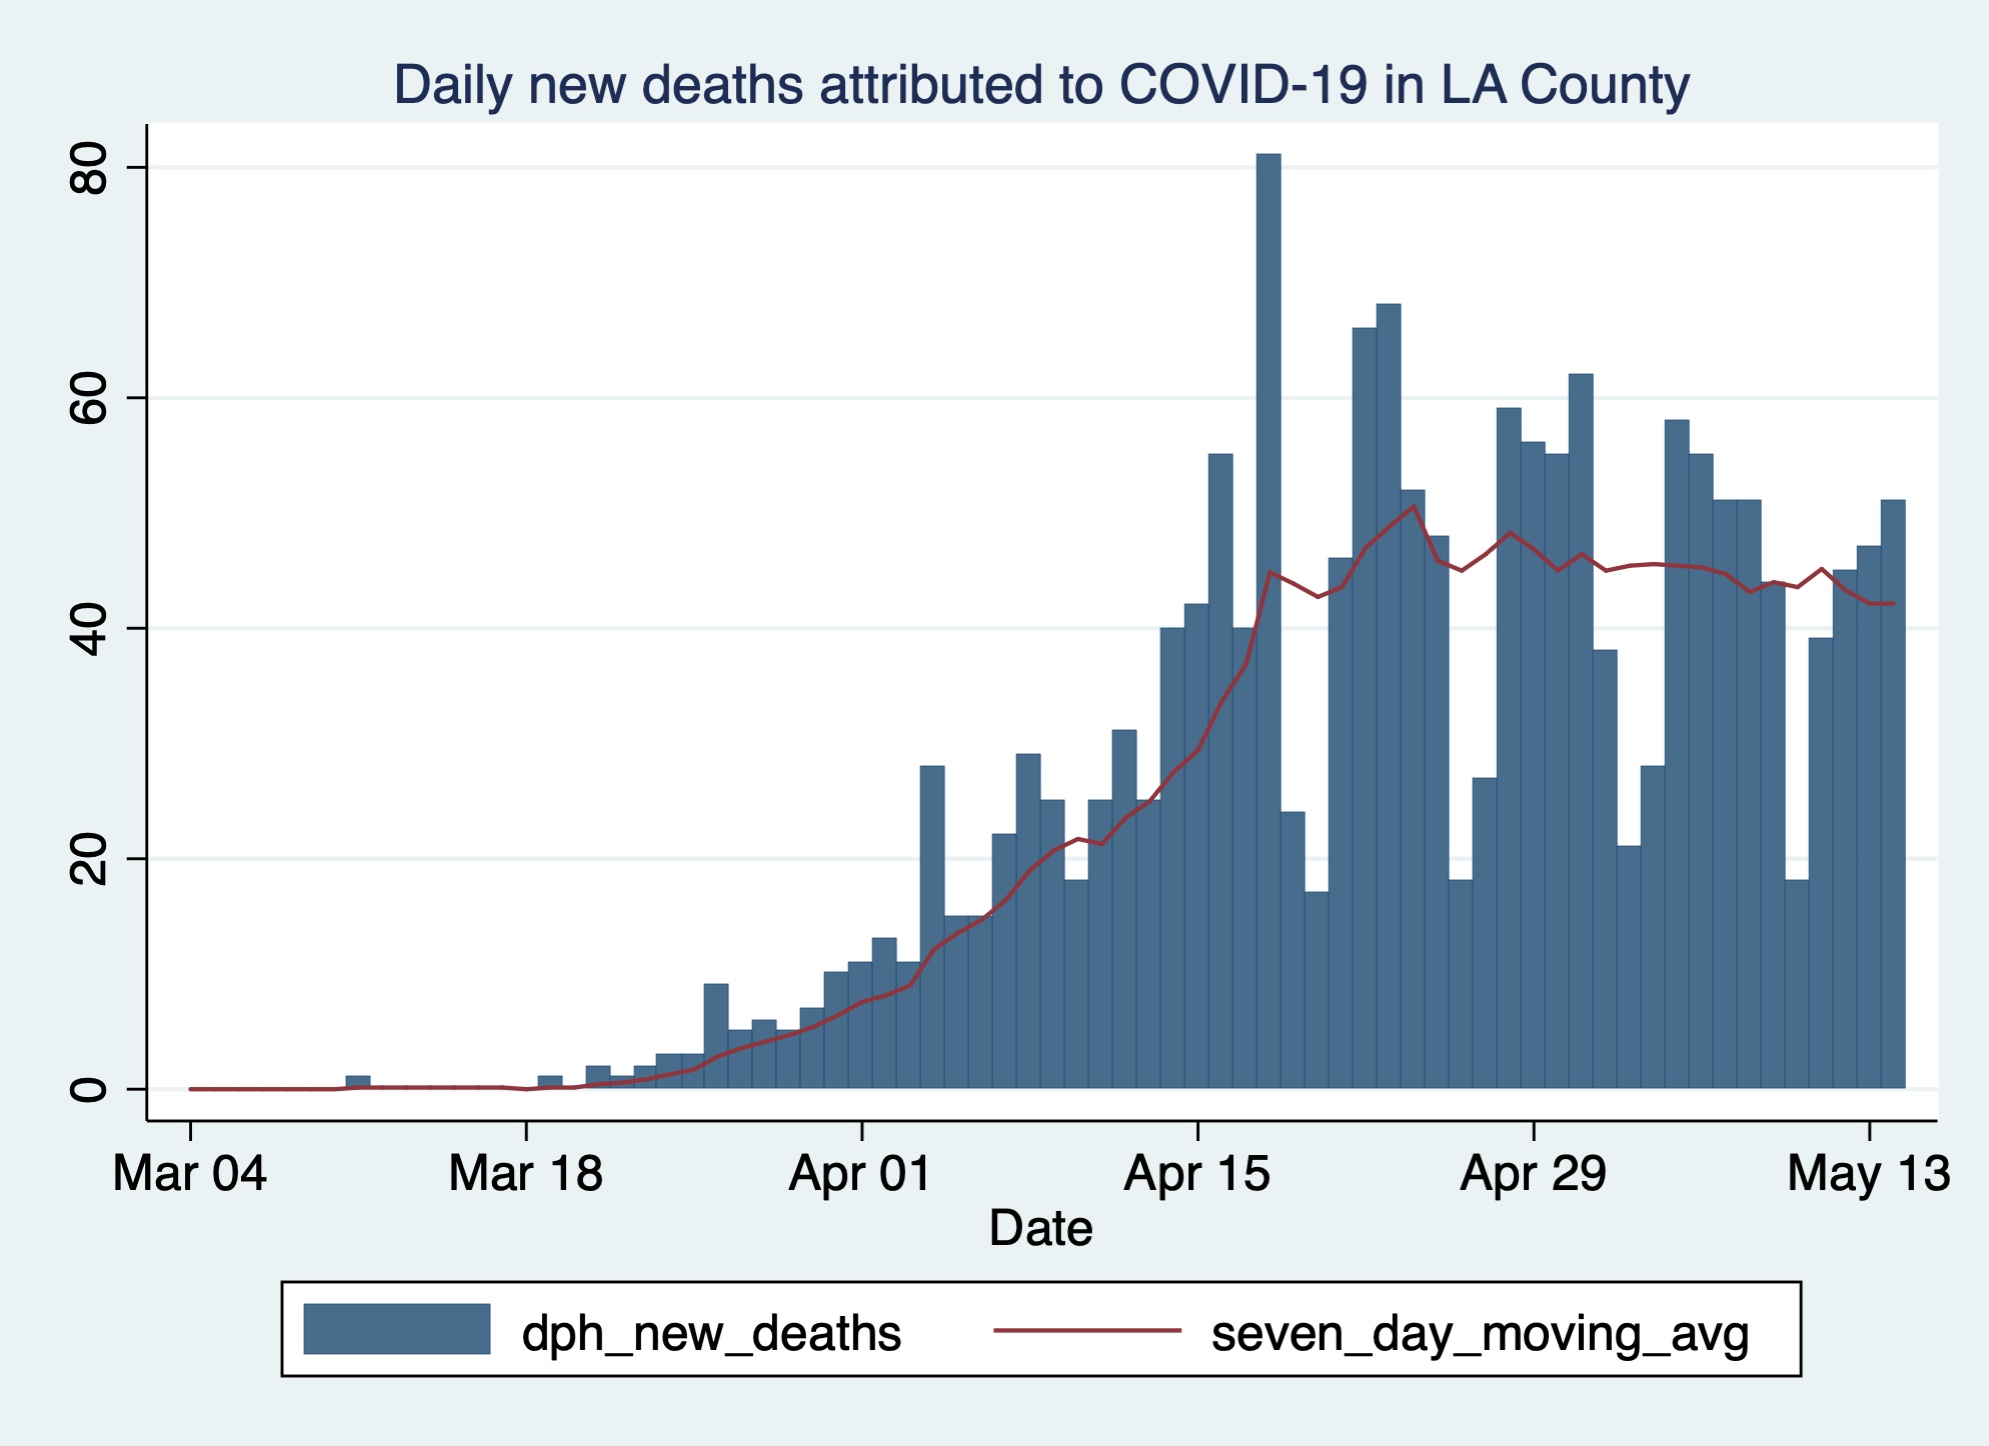 Daily new deaths attributed to COVID-19 in LA County
80
60
40
20
0
Mar 04 Mar 18 Apr 01 Apr 15 Apr 29 May 13
Date
dph_new_deaths seven_day_moving_avg